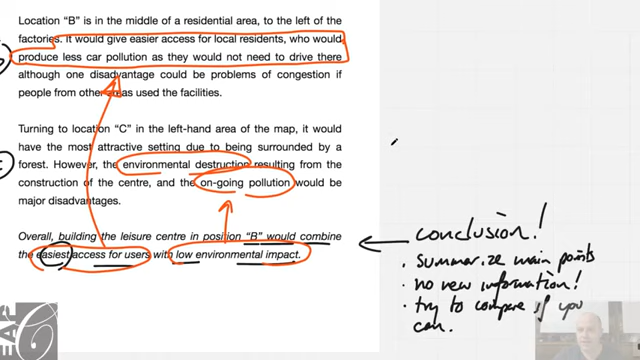 Location "B" is in the middle of a residential area, to the left of the
factories. It would give easier access for local residents, who would
produce less car pollution as they would not need to drive there
although one disadvantage could be problems of congestion if
people from other areas used the facilities.
Turning to location "C" in the left-hand area of the map, it would
have the most attractive setting due to being surrounded by a
forest. However, the environmental destruction resulting from the
construction of the centre, and the on-going pollution would be
major disadvantages.
Overall, building the leisure centre in position "B" would combine
the easiest access for users with low environmental impact.
conclusion!
. summarize main points
. no new information!
. try to compare if you
can.
EAP